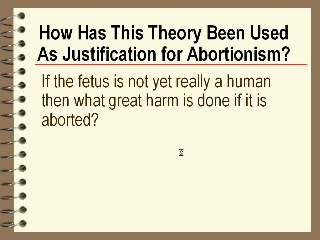 How Has This Theory Been Used
As Justification for Abortionism?
If the fetus is not yet really a human
then what great harm is done if it is
aborted?